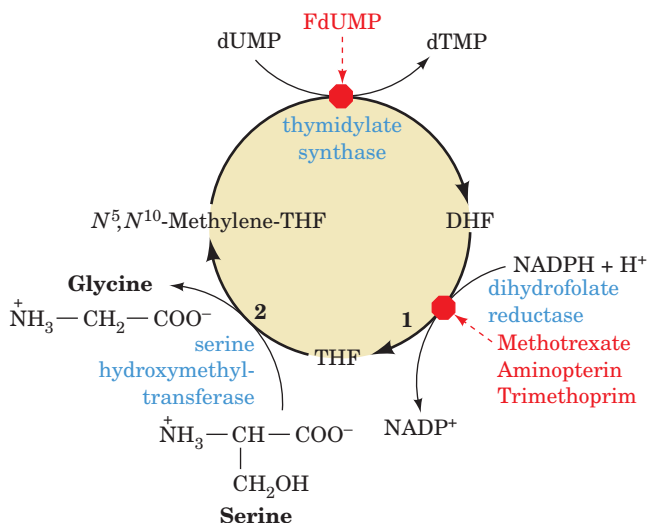 FdUMP
dUMP
dTMP
thymidylate
synthase
N⁵,N¹⁰-Methylene-THF
DHF
NADPH + H⁺
dihydrofolate
reductase
1
Methotrexate
Aminopterin
Trimethoprim
NADP⁺
THF
2
Glycine
+
NH₃—CH₂—COO⁻
serine
hydroxymethyl-
transferase
+
NH₃—CH—COO⁻
CH₂OH
Serine